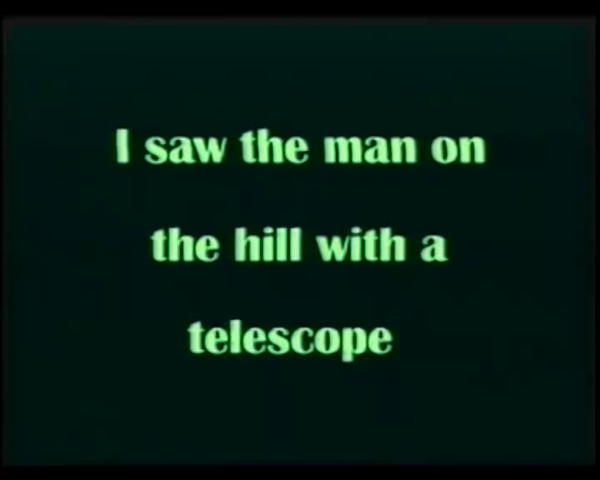 I saw the man on
the hill with a
telescope